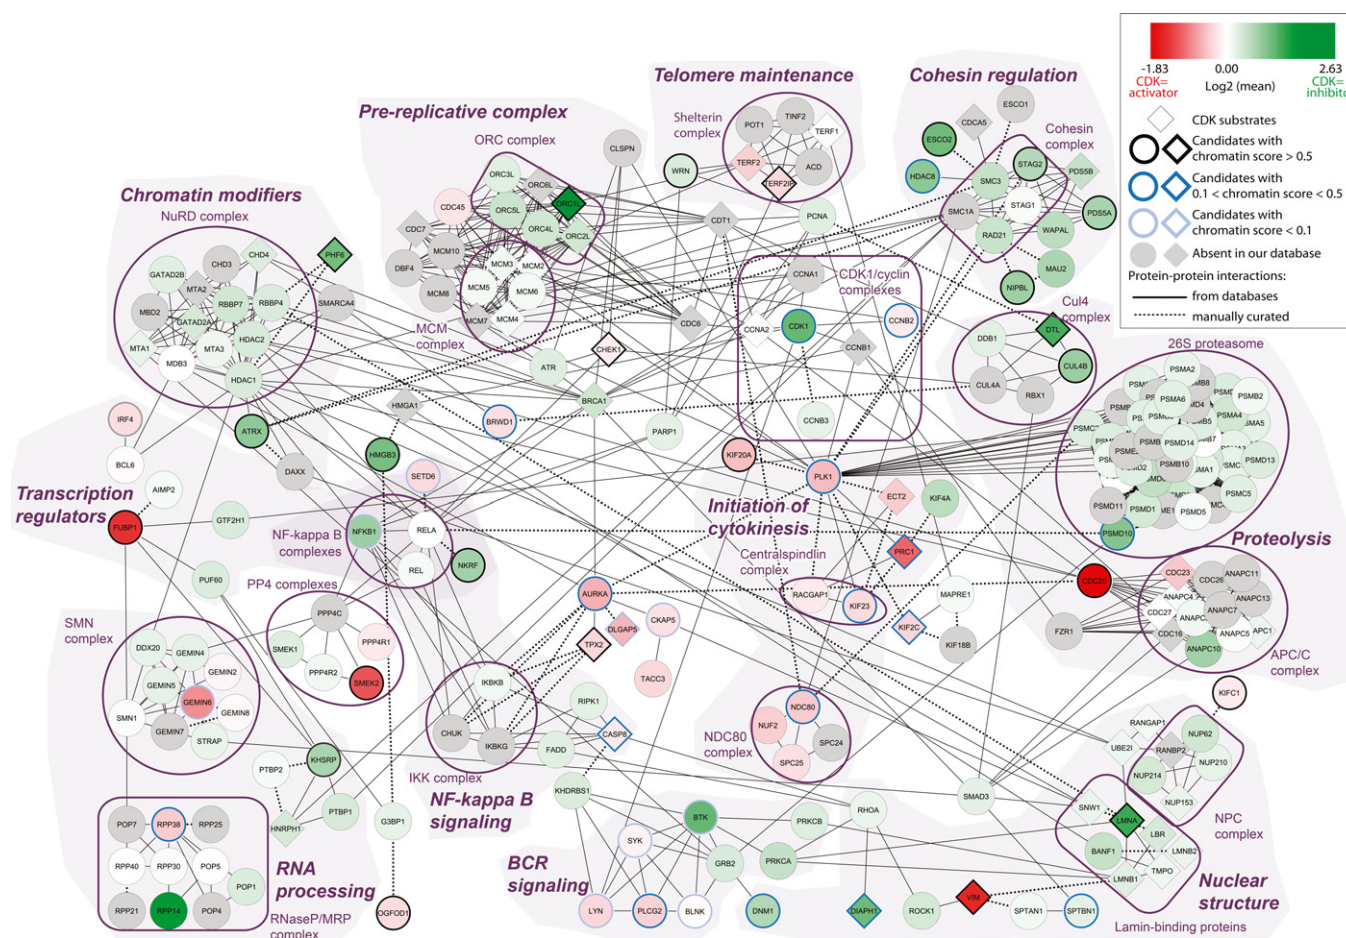 -1.83
0.00
2.63
CDK=
activator
Log2 (mean)
CDK=
inhibito
CDK substrates
Candidates with
chromatin score > 0.5
Candidates with
0.1 < chromatin score < 0.5
Candidates with
chromatin score < 0.1
Absent in our database
Protein-protein interactions:
from databases
manually curated
Telomere maintenance
Shelterin
complex
POT1
TINF2
TERF1
TERF2
ACD
TERF2IP
WRN
PCNA
Cohesin regulation
ESCO1
CDCA5
ESCO2
Cohesin
complex
STAG2
HDAC8
SMC3
PDS5B
SMC1A
STAG1
PDS5A
RAD21
WAPAL
MAU2
NIPBL
Pre-replicative complex
ORC complex
CLSPN
ORC3L
ORC6L
CDC45
ORC5L
ORC1L
CDC7
ORC4L
ORC2L
CDT1
MCM10
DBF4
MCM3
MCM2
MCM5
MCM6
MCM8
MCM7
MCM4
MCM
complex
CDC6
CHEK1
ATR
BRCA1
Chromatin modifiers
NuRD complex
CHD3
CHD4
PHF6
GATAD2B
MTA2
RBBP7
RBBP4
SMARCA4
MBD2
GATAD2A
HDAC2
MTA1
MTA3
MDB3
HDAC1
HMGA1
ATRX
HMGB3
DAXX
CDK1/cyclin
complexes
CCNA1
CCNA2
CDK1
CCNB2
CCNB1
CCNB3
BRWD1
PARP1
Cul4
complex
DTL
DDB1
CUL4B
CUL4A
RBX1
26S proteasome
PSMA2
PSMB2
PSMA6
PSMA4
PSMD14
PSMB10
PSMD13
PSMD2
PSMC5
PSMD11
PSMD1
PSMD5
PSMD10
Proteolysis
CDC20
CDC23
CDC26
ANAPC11
ANAPC4
ANAPC13
CDC27
ANAPC7
CDC16
ANAPC5
ANAPC10
FZR1
APC/C
complex
Transcription
regulators
IRF4
BCL6
AIMP2
FUBP1
GTF2H1
PUF60
NF-kappa B
complexes
SETD6
NFKB1
RELA
REL
NKRF
PP4 complexes
PPP4C
PPP4R1
SMEK1
PPP4R2
SMEK2
SMN
complex
DDX20
GEMIN4
GEMIN2
GEMIN5
GEMIN6
SMN1
GEMIN8
GEMIN7
STRAP
Initiation of
cytokinesis
KIF20A
PLK1
ECT2
KIF4A
PRC1
Centralspindlin
complex
RACGAP1
KIF23
MAPRE1
KIF2C
KIF18B
AURKA
DLGAP5
CKAP5
TPX2
TACC3
NDC80
NUF2
SPC24
SPC25
NDC80
complex
IKBKB
CHUK
IKBKG
IKK complex
RIPK1
FADD
CASP8
NF-kappa B
signaling
KHDRBS1
BCR
signaling
BTK
SYK
GRB2
PRKCB
PRKCA
LYN
PLCG2
BLNK
DNM1
RHOA
DIAPH1
ROCK1
VIM
SPTAN1
SPTBN1
SMAD3
KIFC1
RANGAP1
UBE2I
RANBP2
NUP62
NUP210
NUP214
NUP153
NPC
complex
SNW1
LMNA
LBR
BANF1
LMNB2
LMNB1
TMPO
Nuclear
structure
Lamin-binding proteins
KHSRP
PTBP2
HNRPH1
PTBP1
G3BP1
RNA
processing
POP7
RPP38
RPP25
RPP40
RPP30
POP5
POP1
RPP21
RPP14
POP4
RNaseP/MRP
complex
OGFOD1